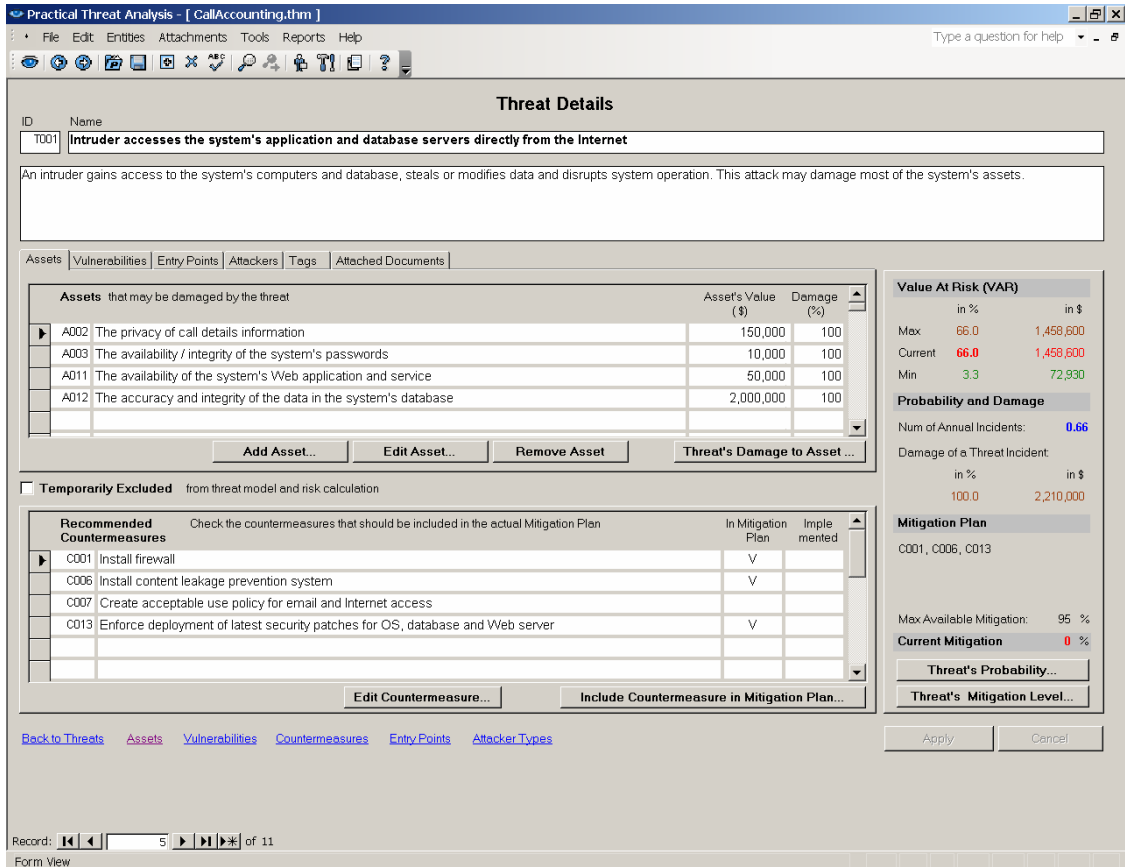 Practical Threat Analysis - [ CallAccounting.thm ]
File Edit Entities Attachments Tools Reports Help
Type a question for help
Threat Details
ID Name
T001 Intruder accesses the system's application and database servers directly from the Internet
An intruder gains access to the system's computers and database, steals or modifies data and disrupts system operation. This attack may damage most of the system's assets.
Assets Vulnerabilities Entry Points Attackers Tags Attached Documents
Assets that may be damaged by the threat Asset's Value ($) Damage (%)
A002 The privacy of call details information 150,000 100
A003 The availability / integrity of the system's passwords 10,000 100
A011 The availability of the system's Web application and service 50,000 100
A012 The accuracy and integrity of the data in the system's database 2,000,000 100
Add Asset... Edit Asset... Remove Asset Threat's Damage to Asset ...
Temporarily Excluded from threat model and risk calculation
Recommended Countermeasures Check the countermeasures that should be included in the actual Mitigation Plan In Mitigation Plan Imple mented
C001 Install firewall V
C006 Install content leakage prevention system V
C007 Create acceptable use policy for email and Internet access
C013 Enforce deployment of latest security patches for OS, database and Web server V
Edit Countermeasure... Include Countermeasure in Mitigation Plan...
Value At Risk (VAR)
in % in $
Max 66.0 1,458,600
Current 66.0 1,458,600
Min 3.3 72,930
Probability and Damage
Num of Annual Incidents: 0.66
Damage of a Threat Incident:
in % in $
100.0 2,210,000
Mitigation Plan
C001, C006, C013
Max Available Mitigation: 95 %
Current Mitigation 0 %
Threat's Probability...
Threat's Mitigation Level...
Back to Threats Assets Vulnerabilities Countermeasures Entry Points Attacker Types
Apply Cancel
Record: 5 of 11
Form View